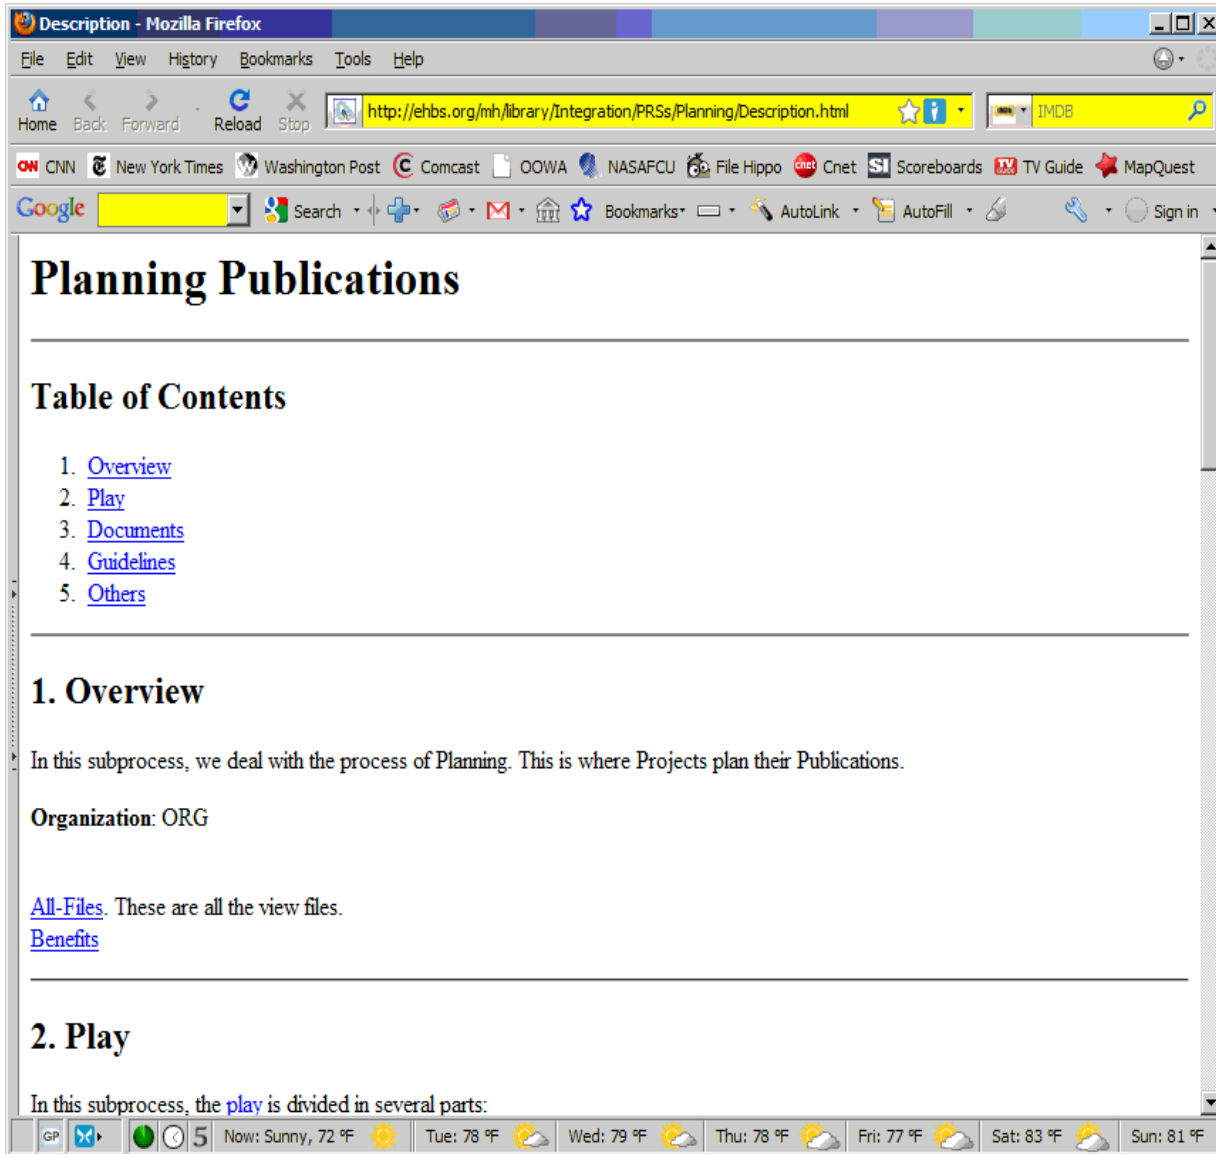 Description - Mozilla Firefox
File Edit View History Bookmarks Tools Help
Home Back Forward Reload Stop http://ehbs.org/mh/library/Integration/PRSs/Planning/Description.html IMDB
CNN New York Times Washington Post Comcast OOWA NASAFCU File Hippo Cnet Scoreboards TV Guide MapQuest
Google Search Bookmarks AutoLink AutoFill Sign in
Planning Publications
Table of Contents
1. Overview
2. Play
3. Documents
4. Guidelines
5. Others
1. Overview
In this subprocess, we deal with the process of Planning. This is where Projects plan their Publications.
Organization: ORG
All-Files. These are all the view files.
Benefits
2. Play
In this subprocess, the play is divided in several parts:
GP 5 Now: Sunny, 72 °F Tue: 78 °F Wed: 79 °F Thu: 78 °F Fri: 77 °F Sat: 83 °F Sun: 81 °F